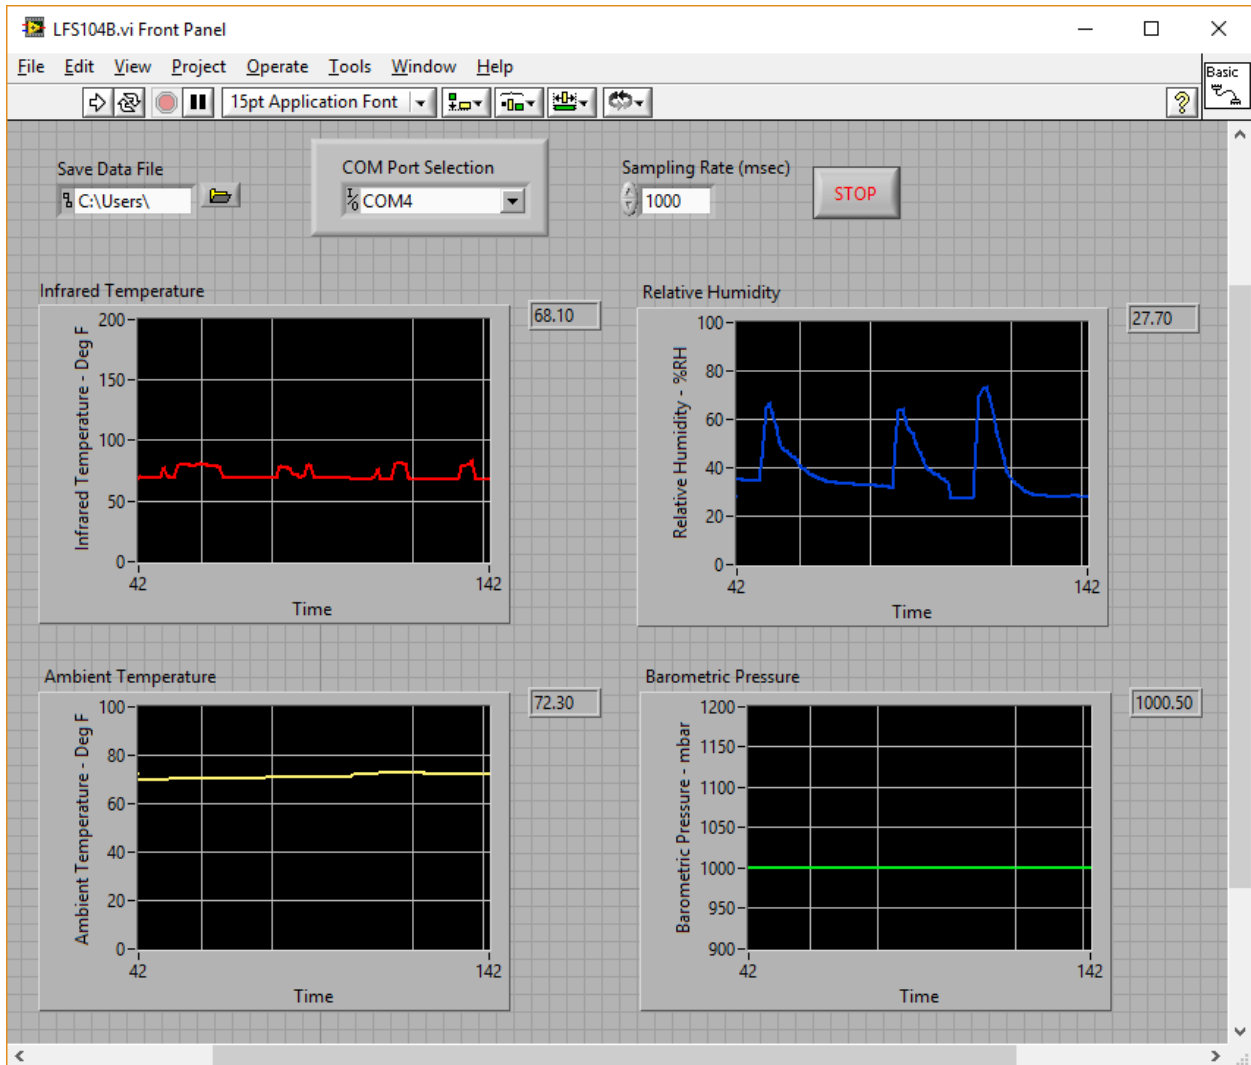 LFS104B.vi Front Panel
File Edit View Project Operate Tools Window Help
Basic
15pt Application Font
?
Save Data File
C:\Users\
COM Port Selection
I/O COM4
Sampling Rate (msec)
1000
STOP
Infrared Temperature
68.10
Infrared Temperature - Deg F
200
150
100
50
0
42 142
Time
Relative Humidity
27.70
Relative Humidity - %RH
100
80
60
40
20
0
42 142
Time
Ambient Temperature
72.30
Ambient Temperature - Deg F
100
80
60
40
20
0
42 142
Time
Barometric Pressure
1000.50
Barometric Pressure - mbar
1200
1150
1100
1050
1000
950
900
42 142
Time